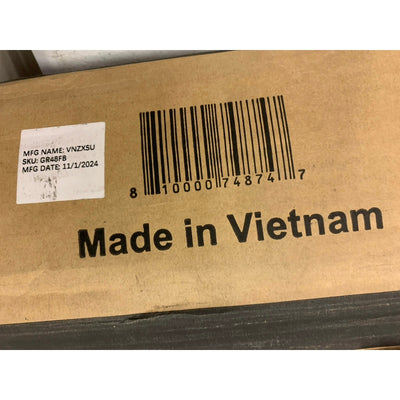 MFG NAME: VNZXSU
SKU: GR48FB
MFG DATE: 11/1/2024
8 10000 74874 7
Made in Vietnam